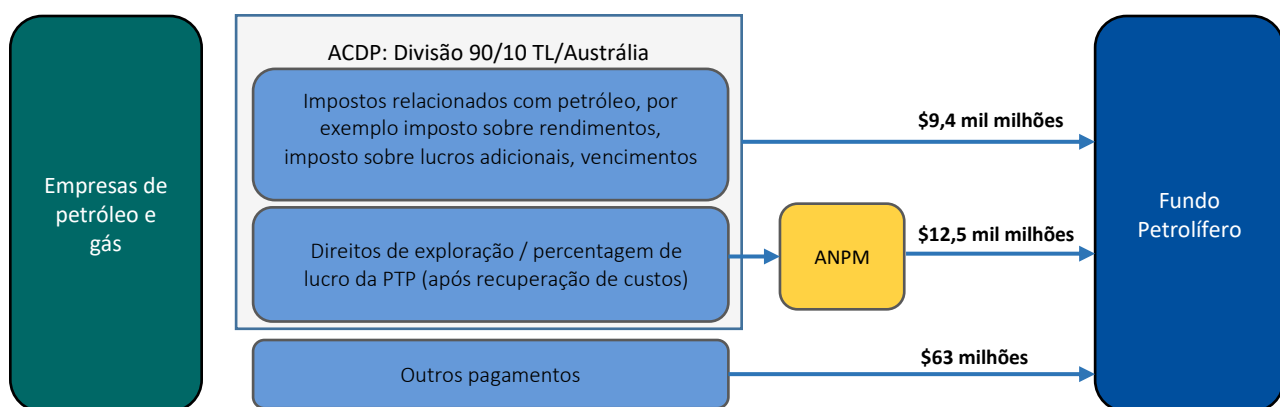 Empresas de
petróleo e
gás
ACDP: Divisão 90/10 TL/Austrália
Impostos relacionados com petróleo, por
exemplo imposto sobre rendimentos,
imposto sobre lucros adicionais, vencimentos
Direitos de exploração / percentagem de
lucro da PTP (após recuperação de custos)
Outros pagamentos
ANPM
$9,4 mil milhões
$12,5 mil milhões
$63 milhões
Fundo
Petrolífero